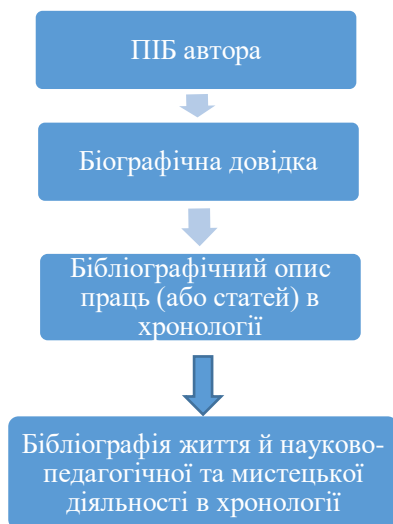 ПІБ автора
Біографічна довідка
Бібліографічний опис
праць (або статей) в
хронології
Бібліографія життя й науково-
педагогічної та мистецької
діяльності в хронології